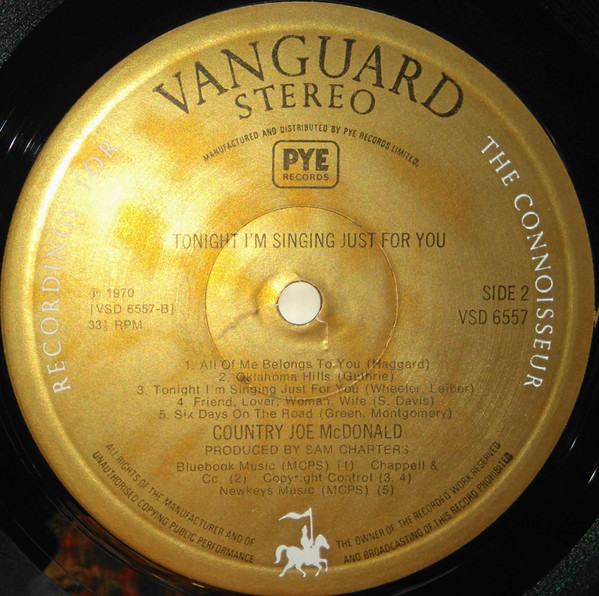 VANGUARD
STEREO
MANUFACTURED AND DISTRIBUTED BY PYE RECORDS LIMITED.
PYE
RECORDS
RECORDINGS FOR
THE CONNOISSEUR
TONIGHT I'M SINGING JUST FOR YOU
℗ 1970
[VSD 6557-B]
33⅓ RPM
SIDE 2
VSD 6557
1. All Of Me Belongs To You (Haggard)
2. Oklahoma Hills (Guthrie)
3. Tonight I'm Singing Just For You (Wheeler, Leiber)
4. Friend, Lover, Woman, Wife (S. Davis)
5. Six Days On The Road (Green, Montgomery)
COUNTRY JOE McDONALD
PRODUCED BY SAM CHARTERS
Bluebook Music (MCPS) (1) Chappell &
Co. (2) Copyright Control (3, 4)
Newkeys Music (MCPS) (5)
ALL RIGHTS OF THE MANUFACTURER AND OF
THE OWNER OF THE RECORDED WORK RESERVED
UNAUTHORISED COPYING PUBLIC PERFORMANCE
AND BROADCASTING OF THIS RECORD PROHIBITED